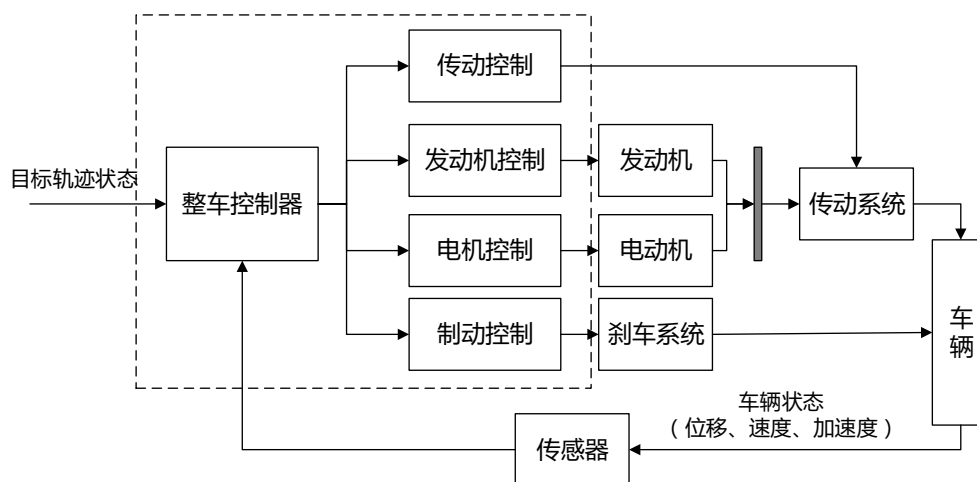 传动控制
发动机控制
发动机
目标轨迹状态
整车控制器
传动系统
电机控制
电动机
制动控制
刹车系统
车
辆
车辆状态
（位移、速度、加速度）
传感器